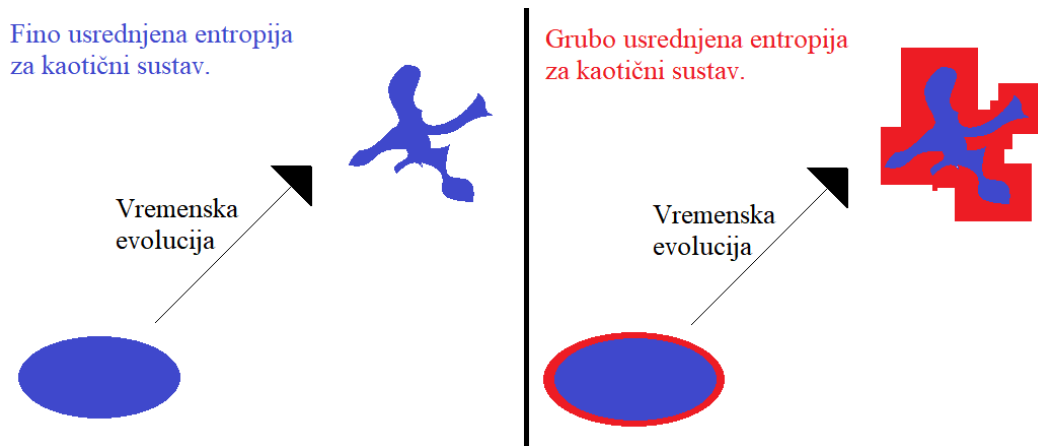 Fino usrednjena entropija
za kaotični sustav.
Vremenska
evolucija
Grubo usrednjena entropija
za kaotični sustav.
Vremenska
evolucija